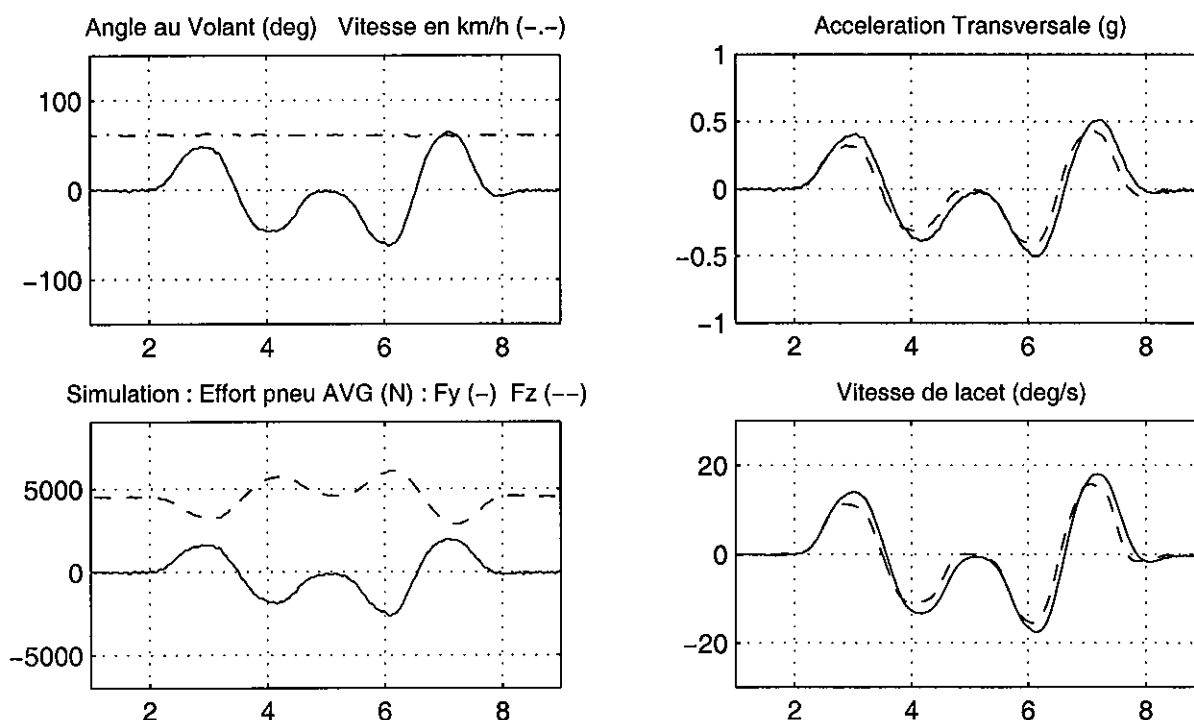 Angle au Volant (deg) Vitesse en km/h (−.−)
100
0
−100
2 4 6 8
Acceleration Transversale (g)
1
0.5
0
−0.5
−1
2 4 6 8
Simulation : Effort pneu AVG (N) : Fy (−) Fz (−−)
5000
0
−5000
2 4 6 8
Vitesse de lacet (deg/s)
20
0
−20
2 4 6 8